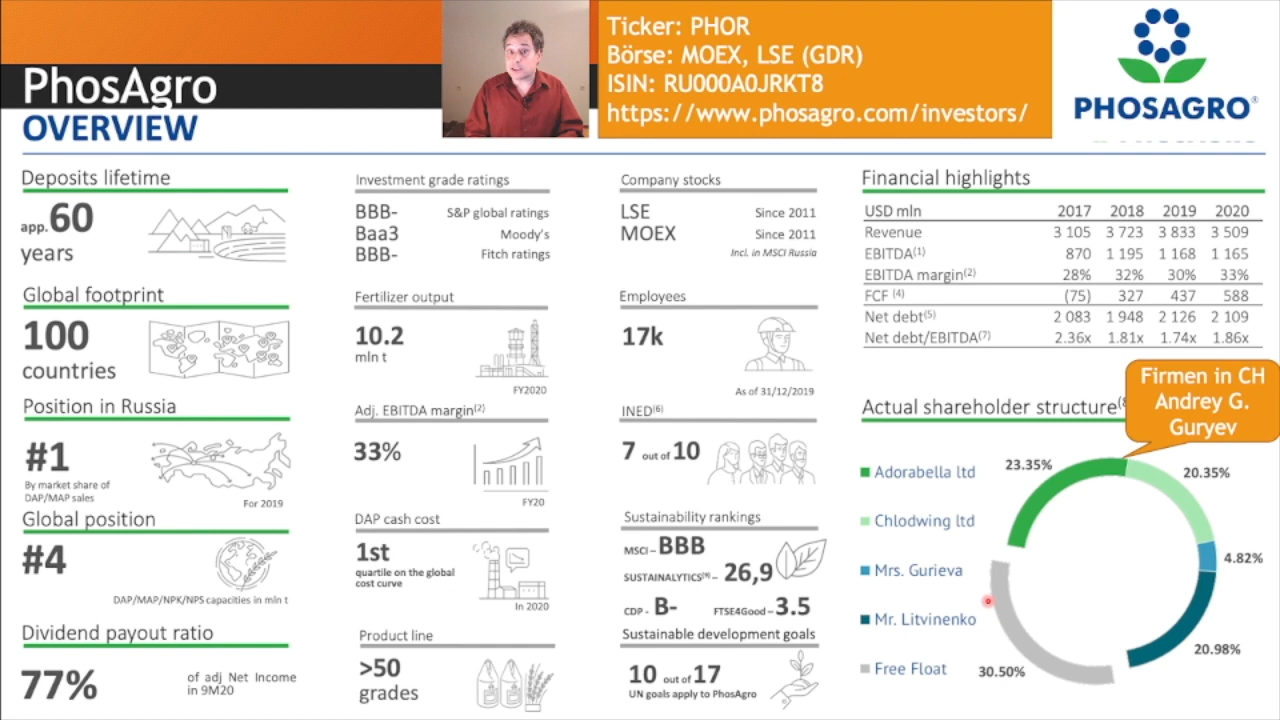 PhosAgro
OVERVIEW
Ticker: PHOR
Börse: MOEX, LSE (GDR)
ISIN: RU000A0JRKT8
https://www.phosagro.com/investors/
PHOSAGRO®
Deposits lifetime
app.60
years
Global footprint
100
countries
Position in Russia
#1
By market share of
DAP/MAP sales
For 2019
Global position
#4
DAP/MAP/NPK/NPS capacities in mln t
Dividend payout ratio
77%
of adj Net Income
in 9M20
Investment grade ratings
BBB- S&P global ratings
Baa3 Moody's
BBB- Fitch ratings
Fertilizer output
10.2
mln t
FY2020
Adj. EBITDA margin(2)
33%
FY20
DAP cash cost
1st
quartile on the global
cost curve
In 2020
Product line
>50
grades
Company stocks
LSE Since 2011
MOEX Since 2011
Incl. in MSCI Russia
Employees
17k
As of 31/12/2019
INED(6)
7 out of 10
Sustainability rankings
MSCI – BBB
SUSTAINALYTICS(9) – 26,9
CDP - B- FTSE4Good – 3.5
Sustainable development goals
10 out of 17
UN goals apply to PhosAgro
Financial highlights
USD mln 2017 2018 2019 2020
Revenue 3 105 3 723 3 833 3 509
EBITDA(1) 870 1 195 1 168 1 165
EBITDA margin(2) 28% 32% 30% 33%
FCF (4) (75) 327 437 588
Net debt(5) 2 083 1 948 2 126 2 109
Net debt/EBITDA(7) 2.36x 1.81x 1.74x 1.86x
Firmen in CH
Andrey G.
Guryev
Actual shareholder structure(8
23.35%
20.35%
4.82%
20.98%
30.50%
Adorabella ltd
Chlodwing ltd
Mrs. Gurieva
Mr. Litvinenko
Free Float